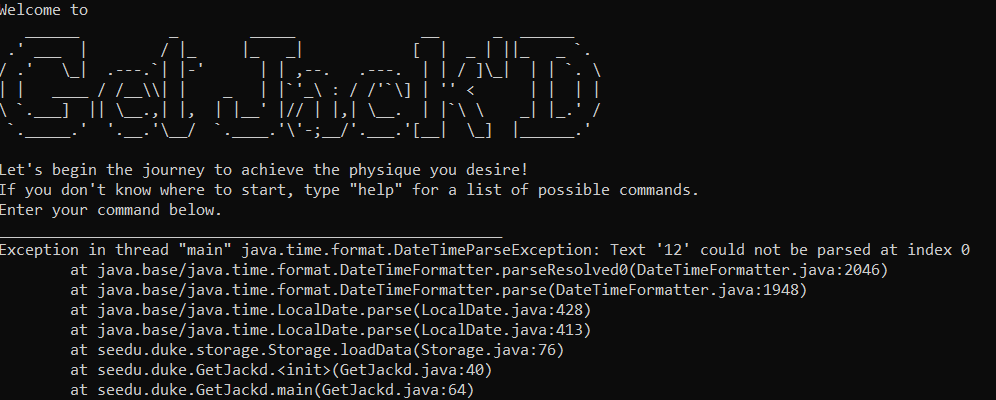 Welcome to
Get Jack'D
Let's begin the journey to achieve the physique you desire!
If you don't know where to start, type "help" for a list of possible commands.
Enter your command below.
Exception in thread "main" java.time.format.DateTimeParseException: Text '12' could not be parsed at index 0
at java.base/java.time.format.DateTimeFormatter.parseResolved0(DateTimeFormatter.java:2046)
at java.base/java.time.format.DateTimeFormatter.parse(DateTimeFormatter.java:1948)
at java.base/java.time.LocalDate.parse(LocalDate.java:428)
at java.base/java.time.LocalDate.parse(LocalDate.java:413)
at seedu.duke.storage.Storage.loadData(Storage.java:76)
at seedu.duke.GetJackd.<init>(GetJackd.java:40)
at seedu.duke.GetJackd.main(GetJackd.java:64)